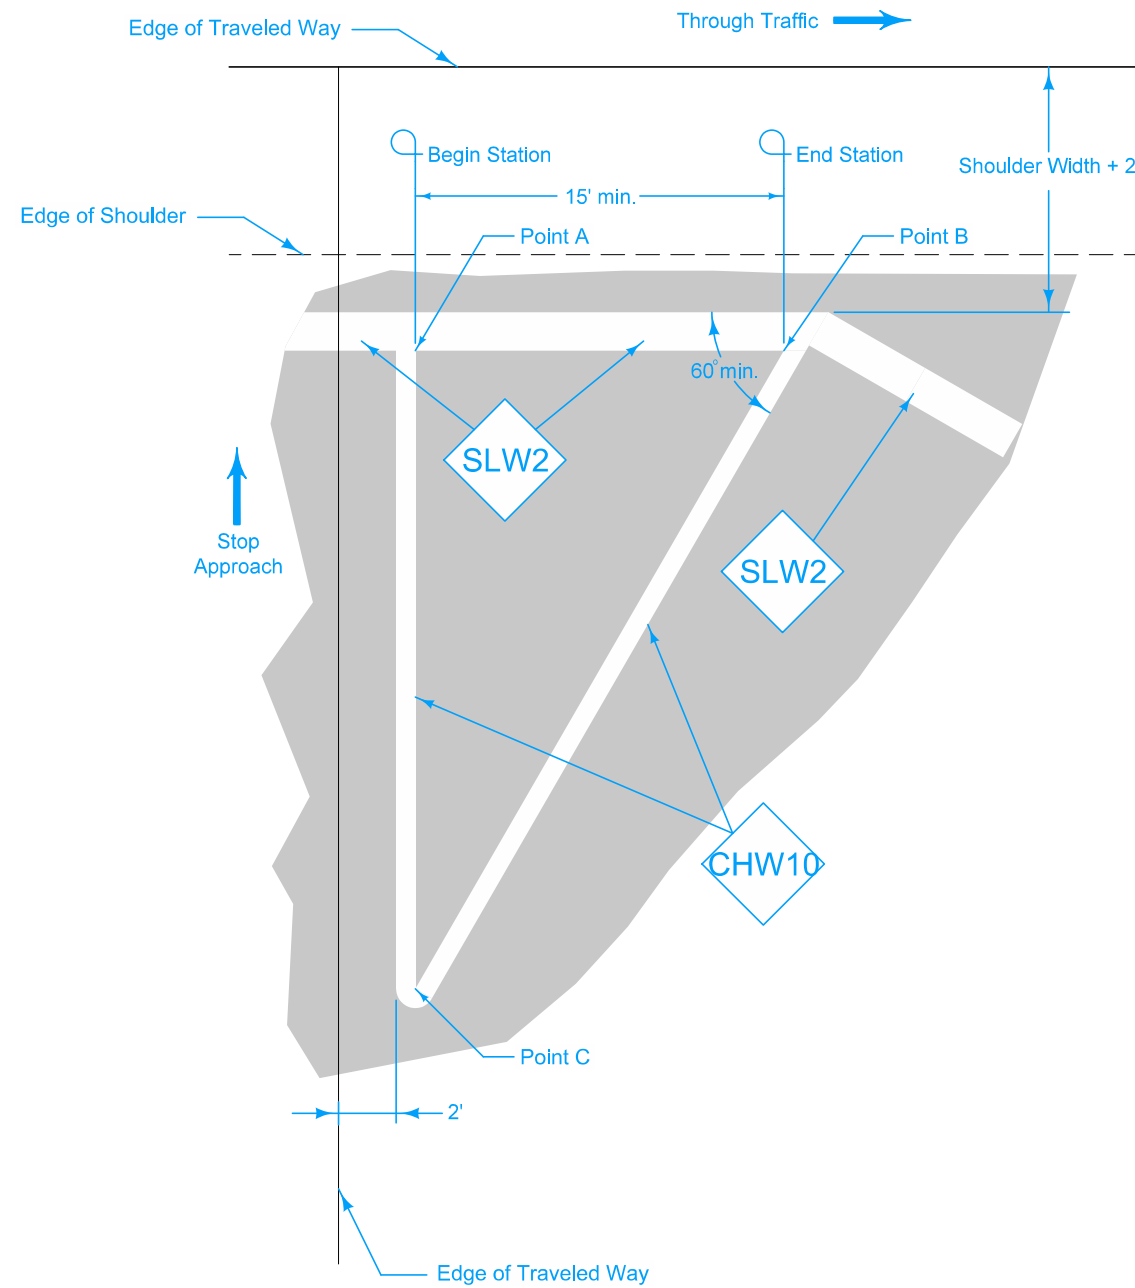 Through Traffic
Edge of Traveled Way
Begin Station
End Station
Shoulder Width + 2
15' min.
Edge of Shoulder
Point A
Point B
60° min.
SLW2
SLW2
Stop
Approach
CHW10
Point C
2'
Edge of Traveled Way